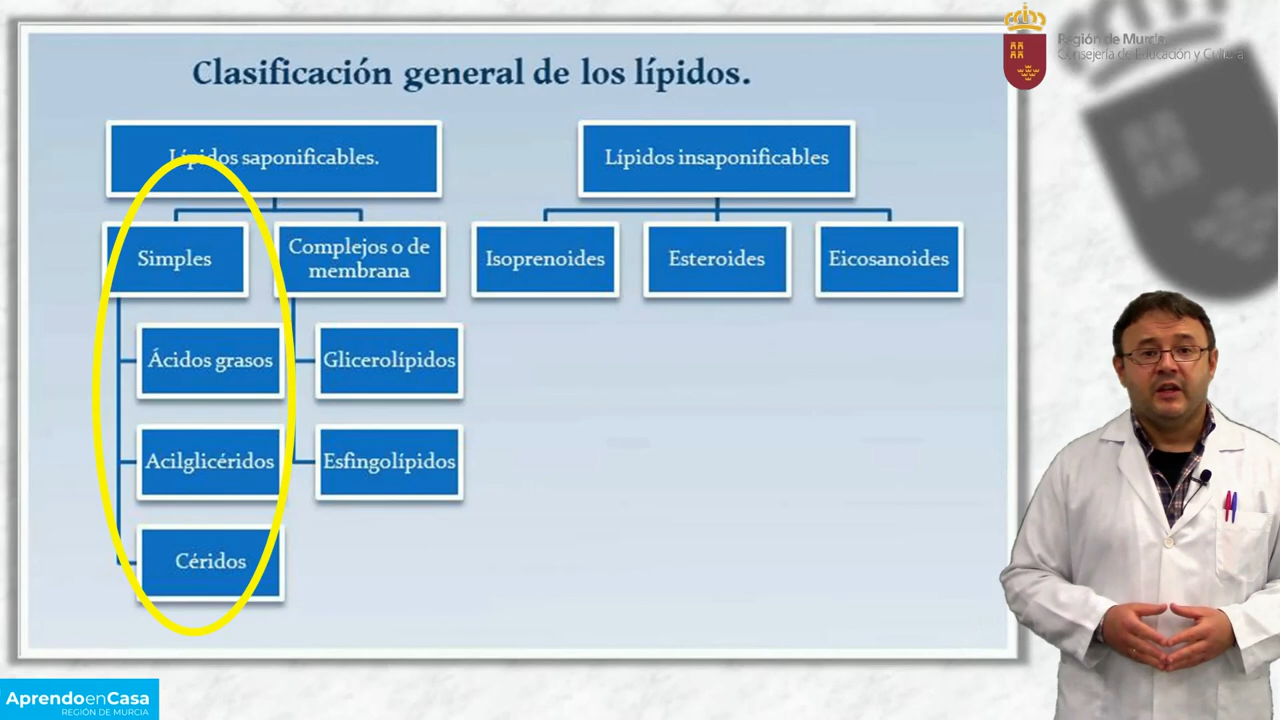 Clasificación general de los lípidos.
Lípidos saponificables.
Lípidos insaponificables
Simples
Complejos o de
membrana
Isoprenoides
Esteroides
Eicosanoides
Ácidos grasos
Glicerolípidos
Acilglicéridos
Esfingolípidos
Céridos
Región de Murcia
Consejería de Educación y Cultura
AprendoenCasa
REGIÓN DE MURCIA